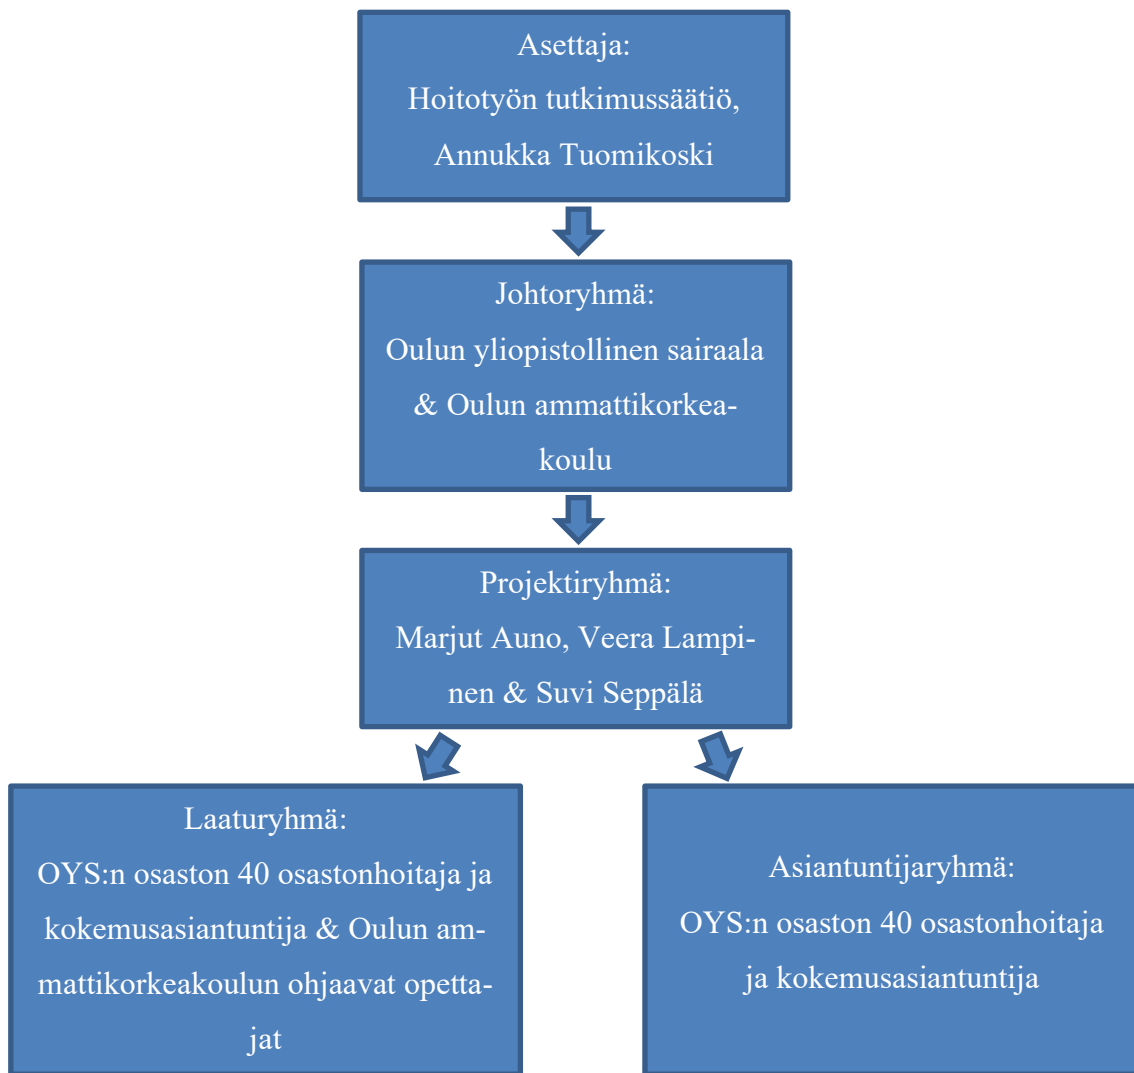 Asettaja:
Hoitotyön tutkimussäätiö,
Annukka Tuomikoski
Johtoryhmä:
Oulun yliopistollinen sairaala
& Oulun ammattikorkea-
koulu
Projektiryhmä:
Marjut Auno, Veera Lampi-
nen & Suvi Seppälä
Laaturyhmä:
OYS:n osaston 40 osastonhoitaja ja
kokemusasiantuntija & Oulun am-
mattikorkeakoulun ohjaavat opetta-
jat
Asiantuntijaryhmä:
OYS:n osaston 40 osastonhoitaja
ja kokemusasiantuntija